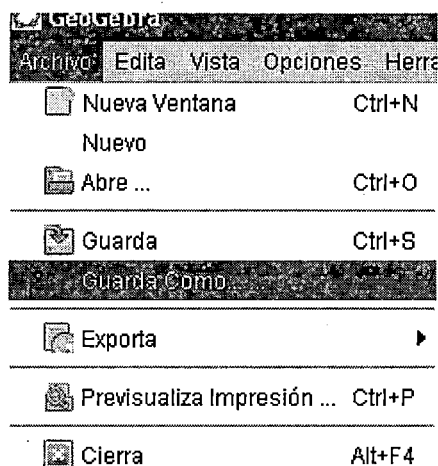 GeoGebra
Archivo Edita Vista Opciones Herra
Nueva Ventana Ctrl+N
Nuevo
Abre ... Ctrl+O
Guarda Ctrl+S
Guarda Como...
Exporta
Previsualiza Impresión ... Ctrl+P
Cierra Alt+F4